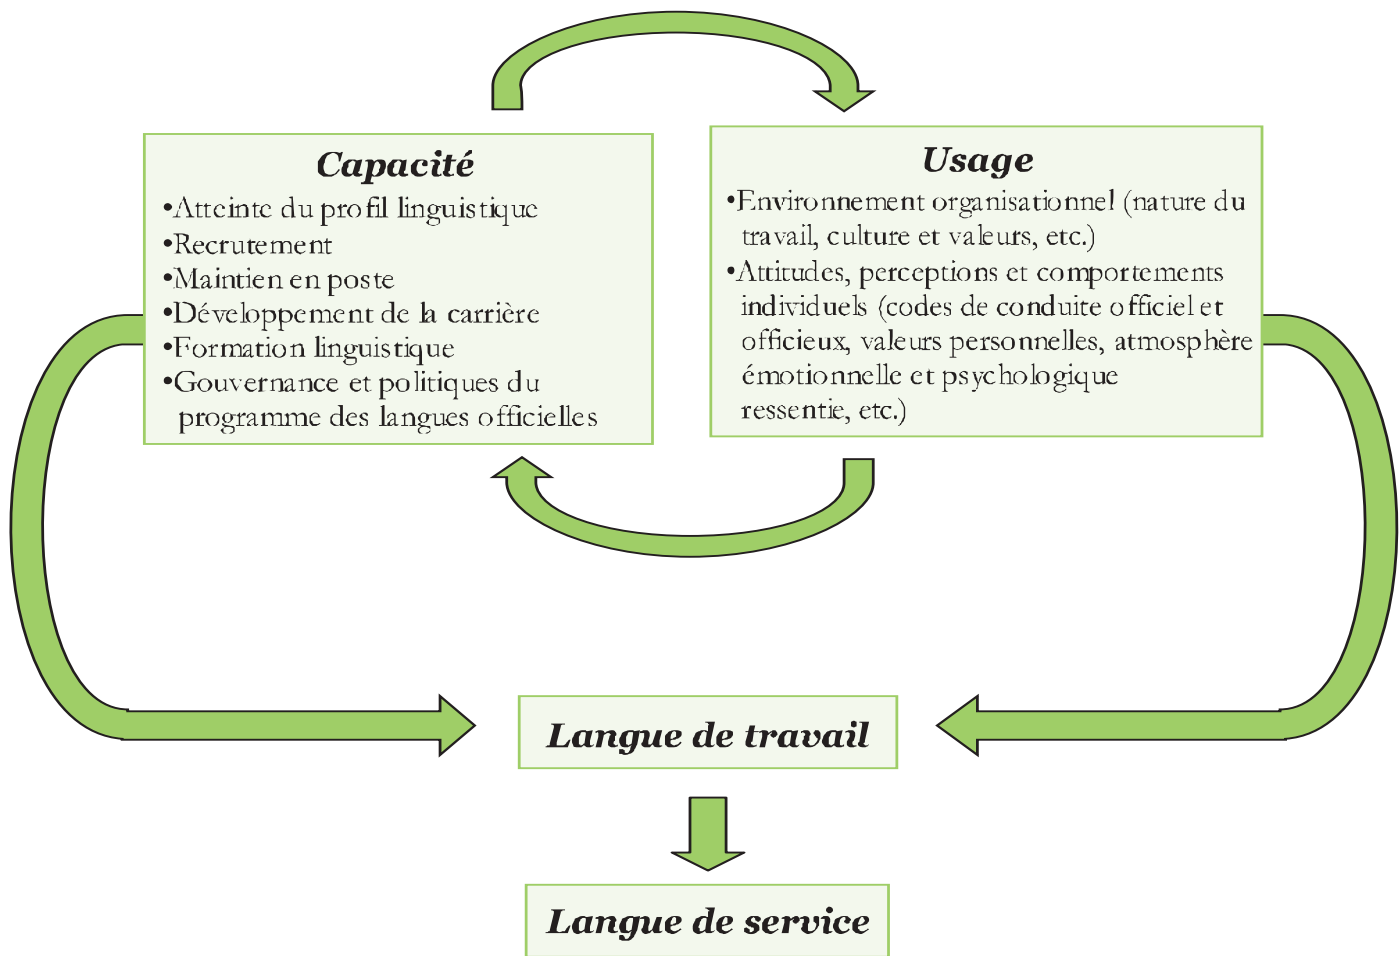 Capacité
•Atteinte du profil linguistique
•Recrutement
•Maintien en poste
•Développement de la carrière
•Formation linguistique
•Gouvernance et politiques du
programme des langues officielles
Usage
•Environnement organisationnel (nature du
travail, culture et valeurs, etc.)
•Attitudes, perceptions et comportements
individuels (codes de conduite officiel et
officieux, valeurs personnelles, atmosphère
émotionnelle et psychologique
ressentie, etc.)
Langue de travail
Langue de service